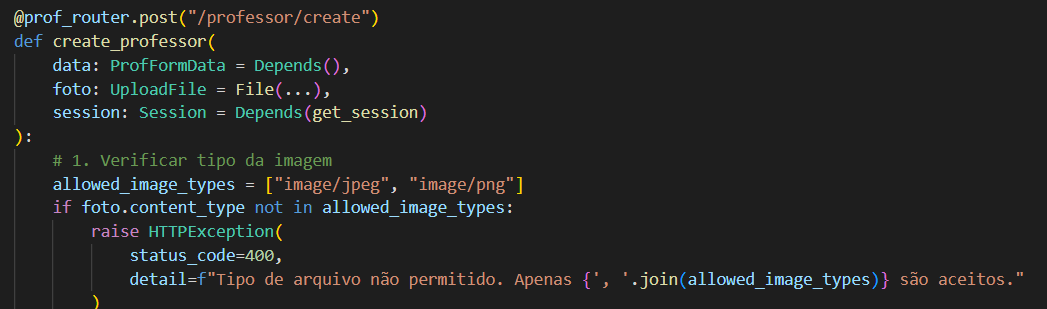 @prof_router.post("/professor/create")
def create_professor(
    data: ProfFormData = Depends(),
    foto: UploadFile = File(...),
    session: Session = Depends(get_session)
):
    # 1. Verificar tipo da imagem
    allowed_image_types = ["image/jpeg", "image/png"]
    if foto.content_type not in allowed_image_types:
        raise HTTPException(
            status_code=400,
            detail=f"Tipo de arquivo não permitido. Apenas {', '.join(allowed_image_types)} são aceitos."
        )